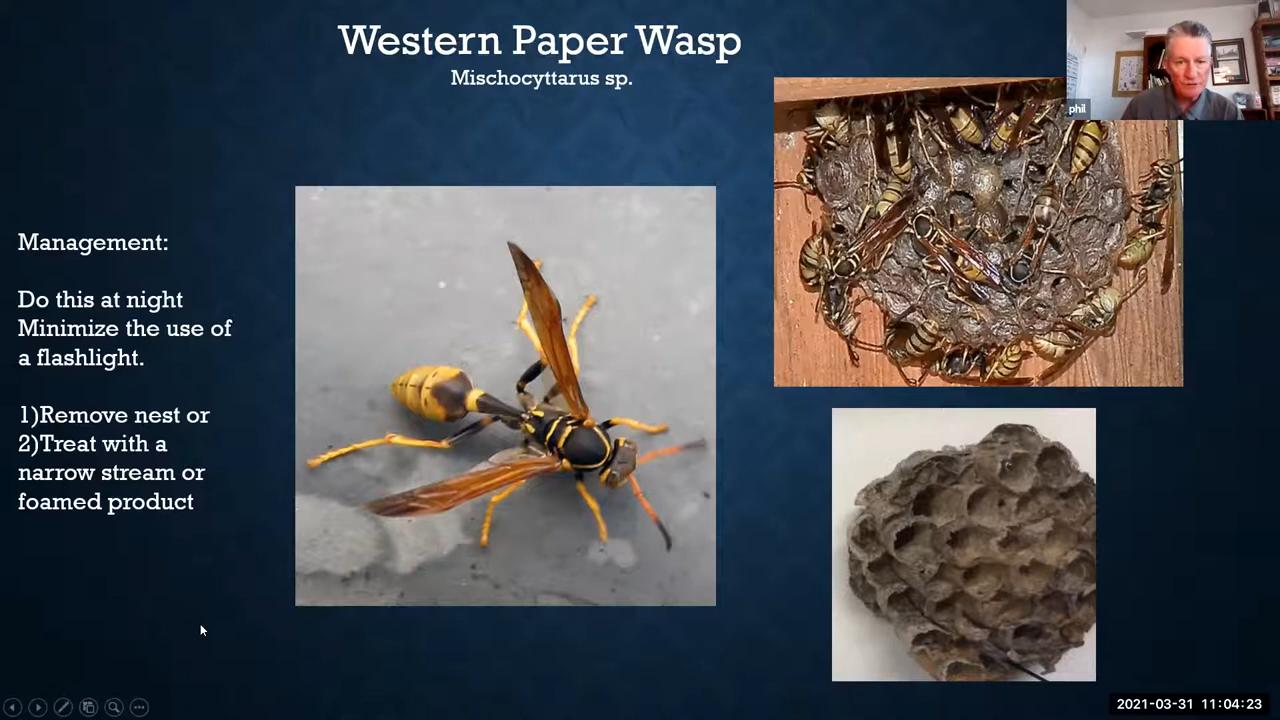 Western Paper Wasp
Mischocyttarus sp.
phil
Management:
Do this at night
Minimize the use of
a flashlight.
1)Remove nest or
2)Treat with a
narrow stream or
foamed product
2021-03-31 11:04:23